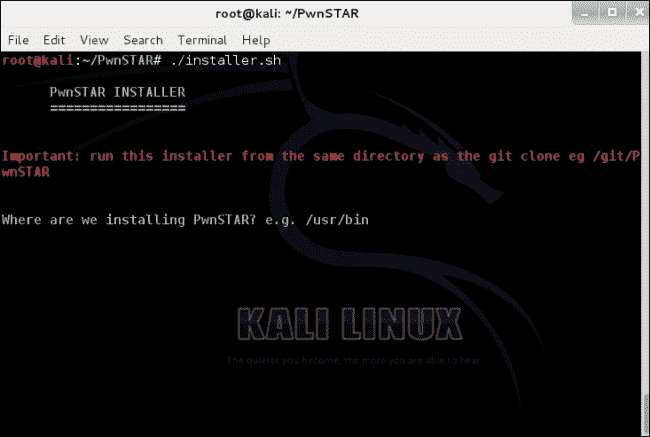 root@kali: ~/PwnSTAR
File Edit View Search Terminal Help
root@kali:~/PwnSTAR# ./installer.sh
PwnSTAR INSTALLER
=================
Important: run this installer from the same directory as the git clone eg /git/P
wnSTAR
Where are we installing PwnSTAR? e.g. /usr/bin
KALI LINUX
The quieter you become, the more you are able to hear